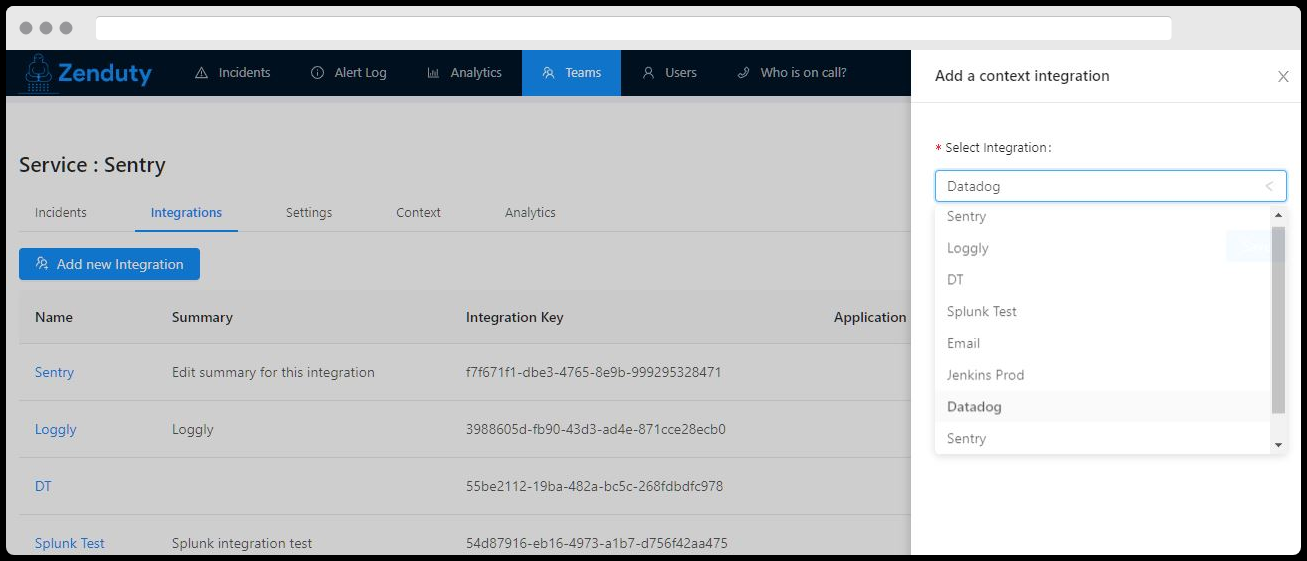 Zenduty Incidents Alert Log Analytics Teams Users Who is on call?
Service : Sentry
Incidents Integrations Settings Context Analytics
Add new Integration
Name Summary Integration Key Application
Sentry Edit summary for this integration f7f671f1-dbe3-4765-8e9b-999295328471
Loggly Loggly 3988605d-fb90-43d3-ad4e-871cce28ecb0
DT 55be2112-19ba-482a-bc5c-268fdbdfc978
Splunk Test Splunk integration test 54d87916-eb16-4973-a1b7-d756f42aa475
Add a context integration
* Select Integration:
Datadog
Sentry
Loggly
DT
Splunk Test
Email
Jenkins Prod
Datadog
Sentry